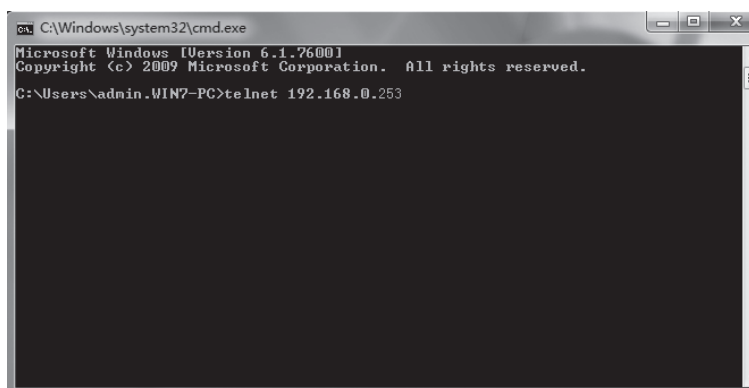 C:\Windows\system32\cmd.exe
Microsoft Windows [Version 6.1.7600]
Copyright (c) 2009 Microsoft Corporation.  All rights reserved.
C:\Users\admin.WIN7-PC>telnet 192.168.0.253